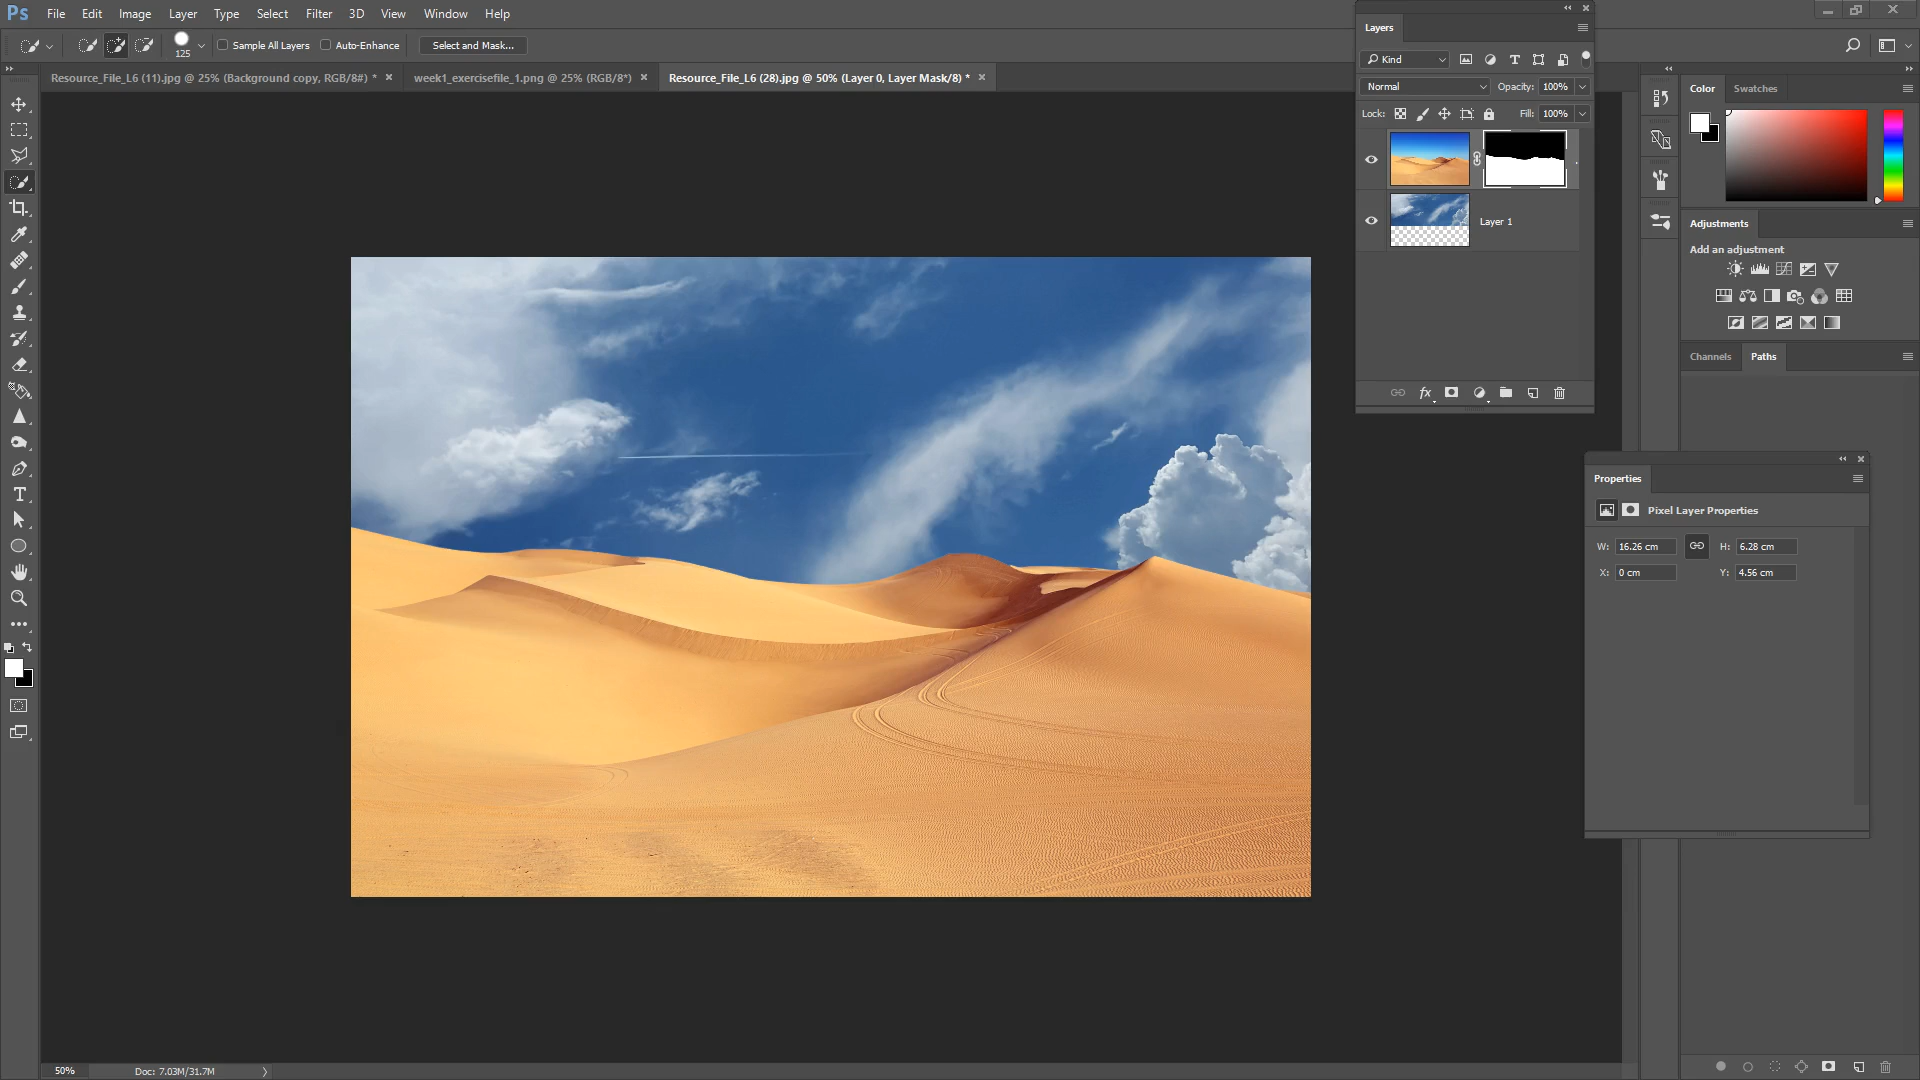 Ps File Edit Image Layer Type Select Filter 3D View Window Help
125 Sample All Layers Auto-Enhance Select and Mask...
Resource_File_L6 (11).jpg @ 25% (Background copy, RGB/8#) * × week1_exercisefile_1.png @ 25% (RGB/8*) × Resource_File_L6 (28).jpg @ 50% (Layer 0, Layer Mask/8) * ×
Layers
Kind
Normal Opacity: 100%
Lock: Fill: 100%
Layer 1
fx
Color Swatches
Adjustments
Add an adjustment
Channels Paths
Properties
Pixel Layer Properties
W: 16.26 cm H: 6.28 cm
X: 0 cm Y: 4.56 cm
50% Doc: 7.03M/31.7M